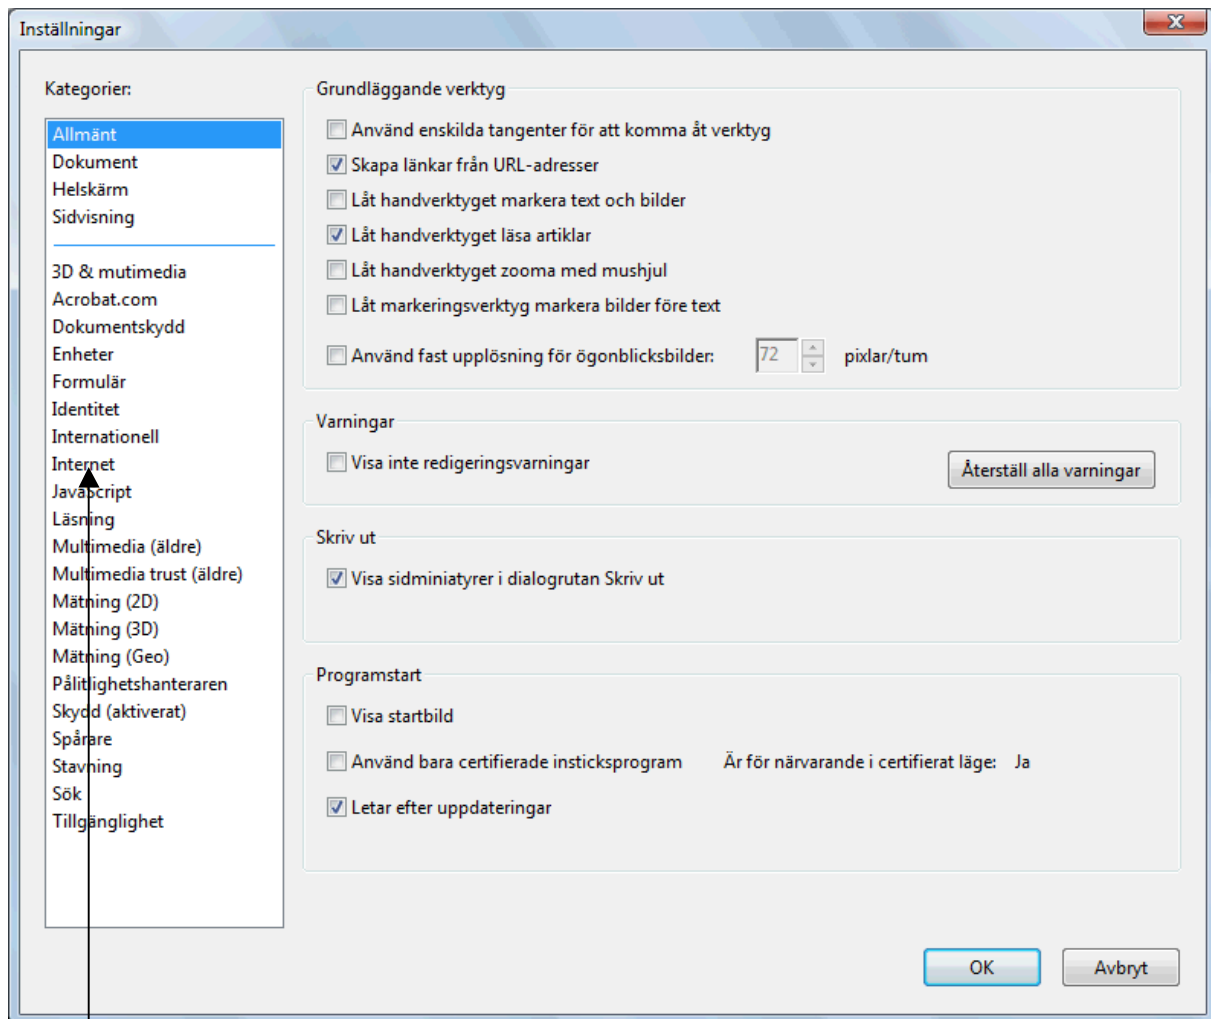 Inställningar
Kategorier:
Allmänt
Dokument
Helskärm
Sidvisning
3D & mutimedia
Acrobat.com
Dokumentskydd
Enheter
Formulär
Identitet
Internationell
Internet
JavaScript
Läsning
Multimedia (äldre)
Multimedia trust (äldre)
Mätning (2D)
Mätning (3D)
Mätning (Geo)
Pålitlighetshanteraren
Skydd (aktiverat)
Spårare
Stavning
Sök
Tillgänglighet
Grundläggande verktyg
Använd enskilda tangenter för att komma åt verktyg
Skapa länkar från URL-adresser
Låt handverktyget markera text och bilder
Låt handverktyget läsa artiklar
Låt handverktyget zooma med mushjul
Låt markeringsverktyg markera bilder före text
Använd fast upplösning för ögonblicksbilder: 72 pixlar/tum
Varningar
Visa inte redigeringsvarningar
Återställ alla varningar
Skriv ut
Visa sidminiatyrer i dialogrutan Skriv ut
Programstart
Visa startbild
Använd bara certifierade insticksprogram Är för närvarande i certifierat läge: Ja
Letar efter uppdateringar
OK Avbryt